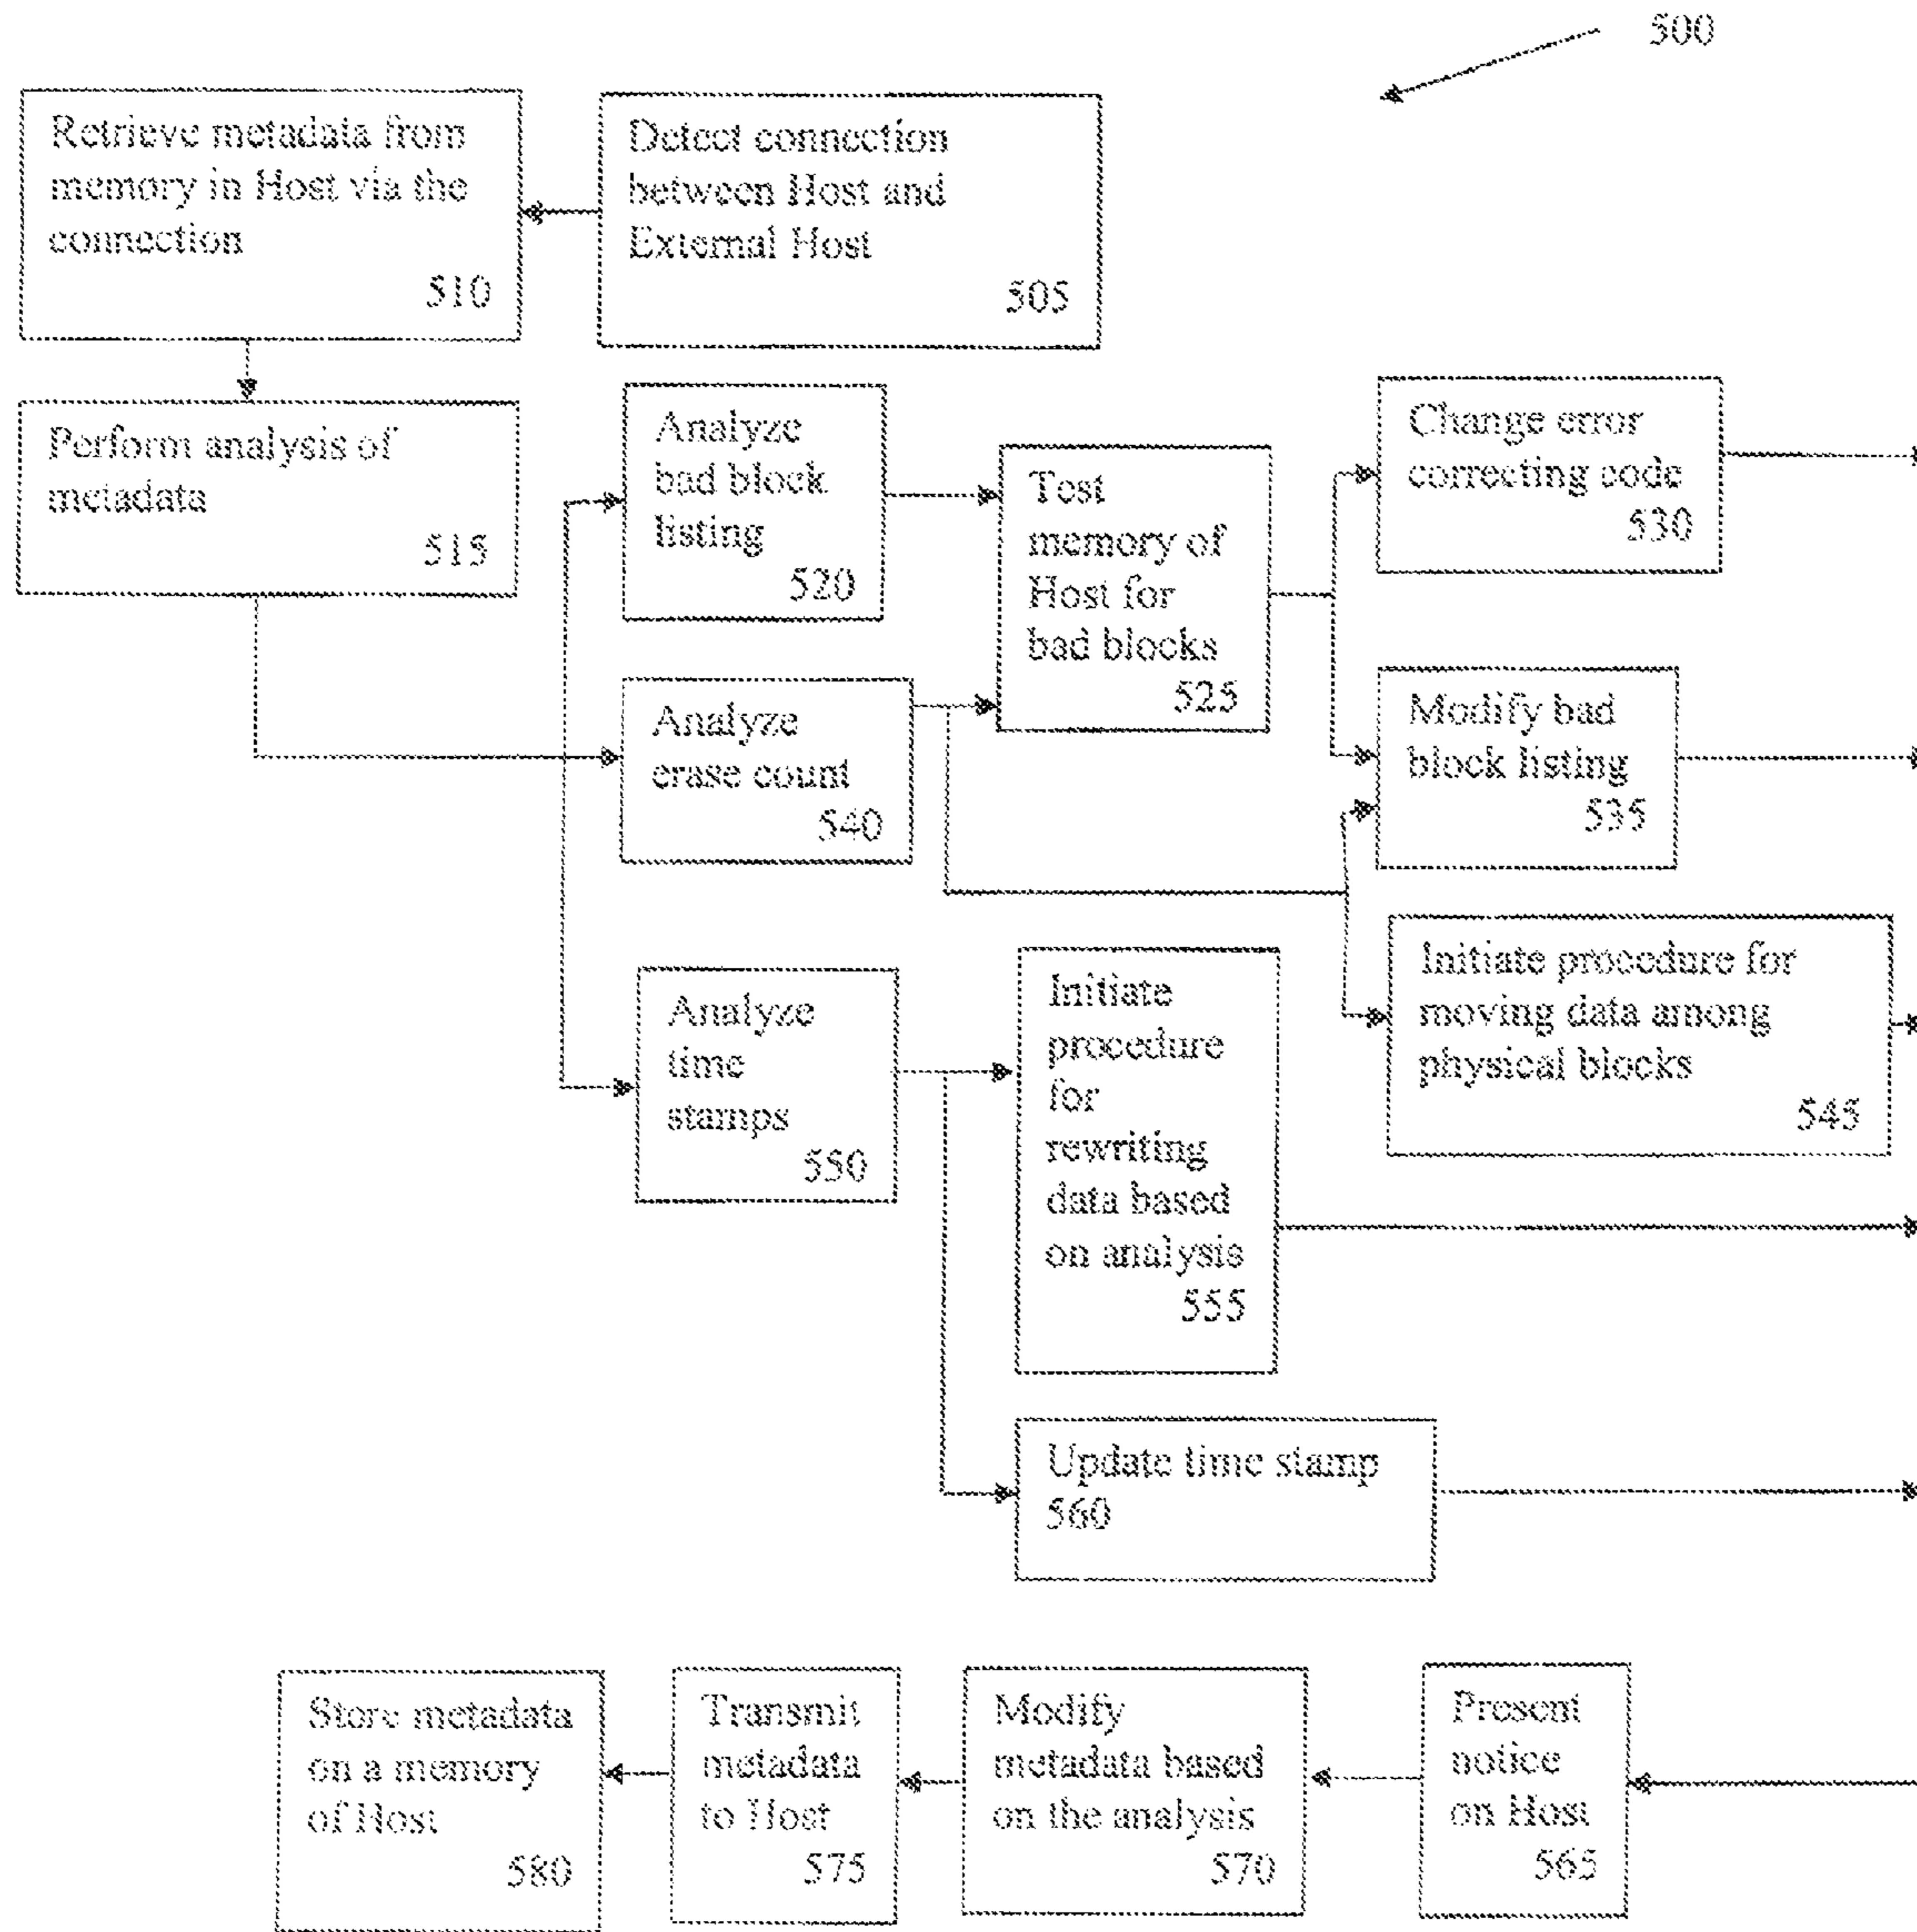 500
Retrieve metadata from
memory in Host via the
connection
510
Detect connection
between Host and
External Host
505
Perform analysis of
metadata
515
Analyze
bad block
listing
520
Test
memory of
Host for
bad blocks
525
Change error
correcting code
530
Analyze
erase count
540
Modify bad
block listing
535
Initiate procedure for
moving data among
physical blocks
545
Analyze
time
stamps
550
Initiate
procedure
for
rewriting
data based
on analysis
555
Update time stamp
560
Store metadata
on a memory
of Host
580
Transmit
metadata
to Host
575
Modify
metadata based
on the analysis
570
Present
notice
on Host
565